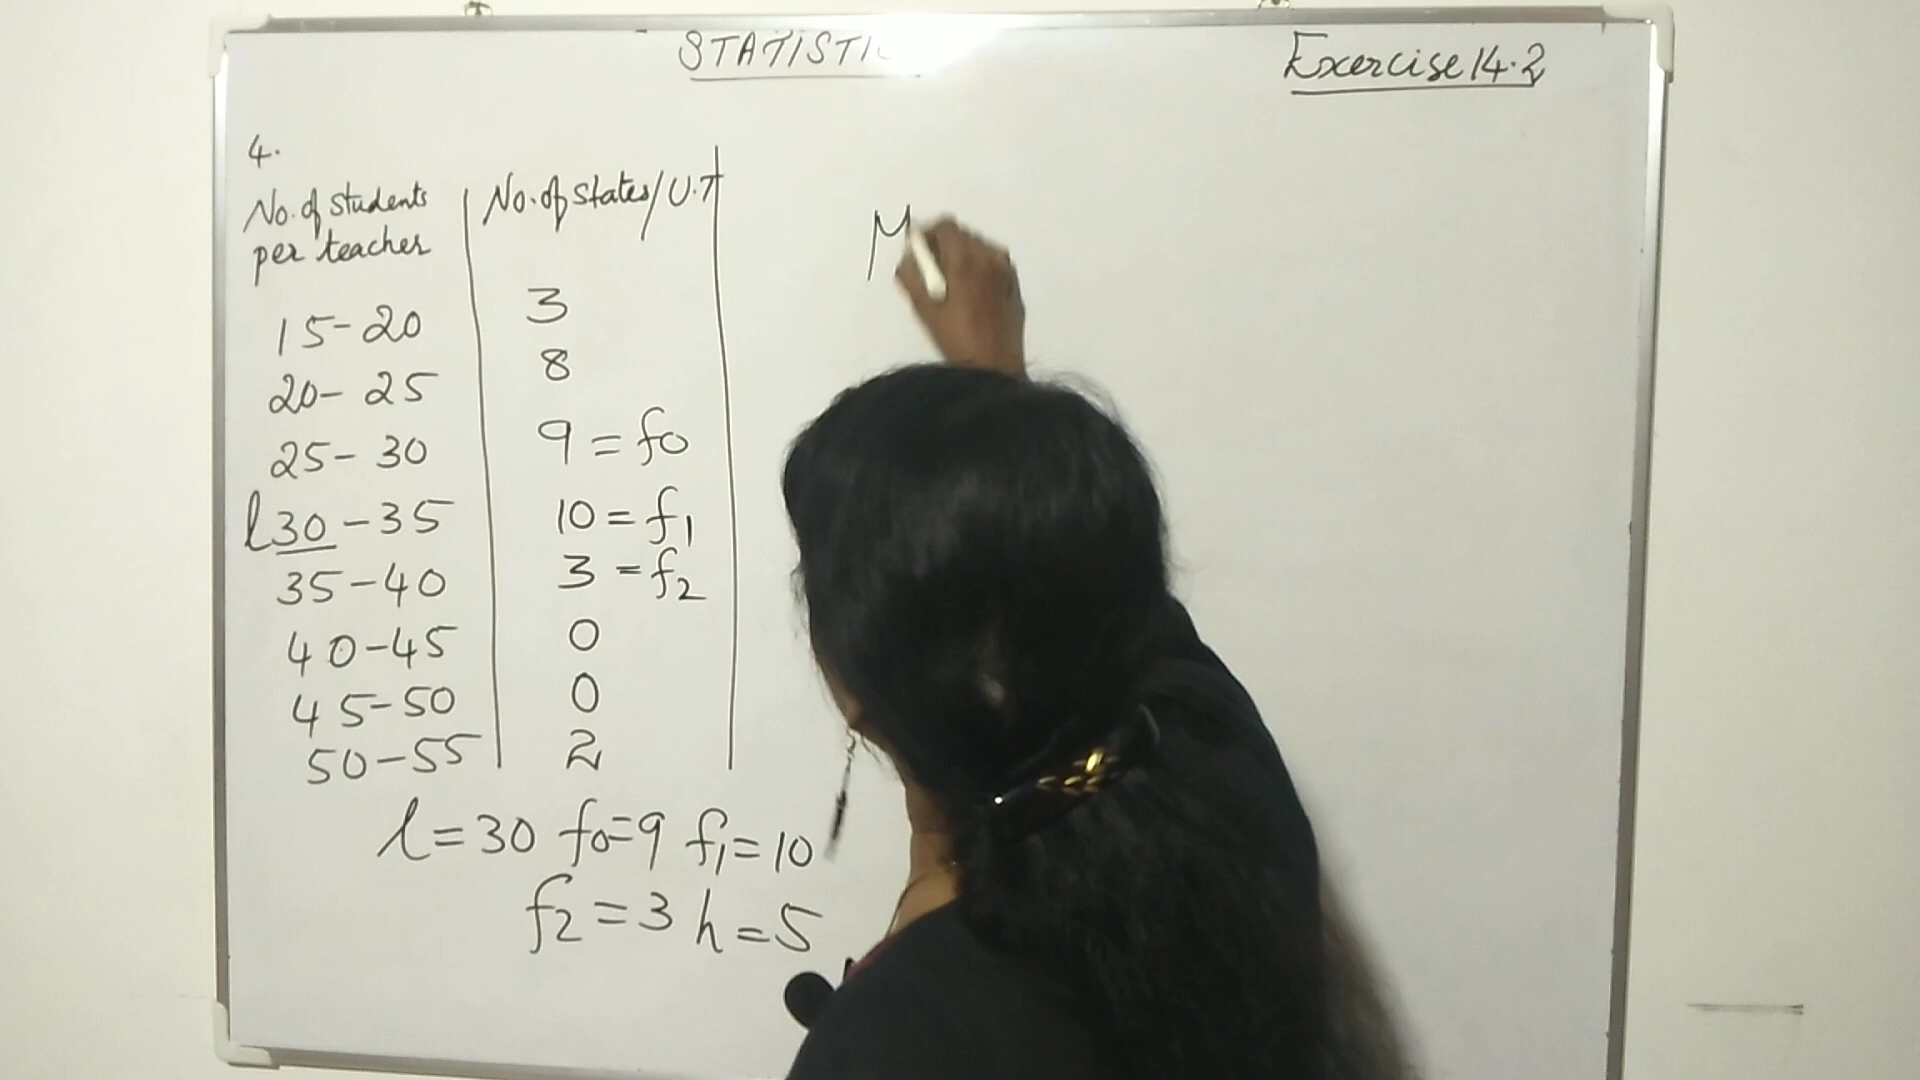 STATISTI
Exercise 14.2
4.
No. of students per teacher
No. of states/U.T
15-20 3
20-25 8
25-30 9 = f0
l 30-35 10 = f1
35-40 3 = f2
40-45 0
45-50 0
50-55 2
l=30 f0=9 f1=10
f2=3 h=5
M